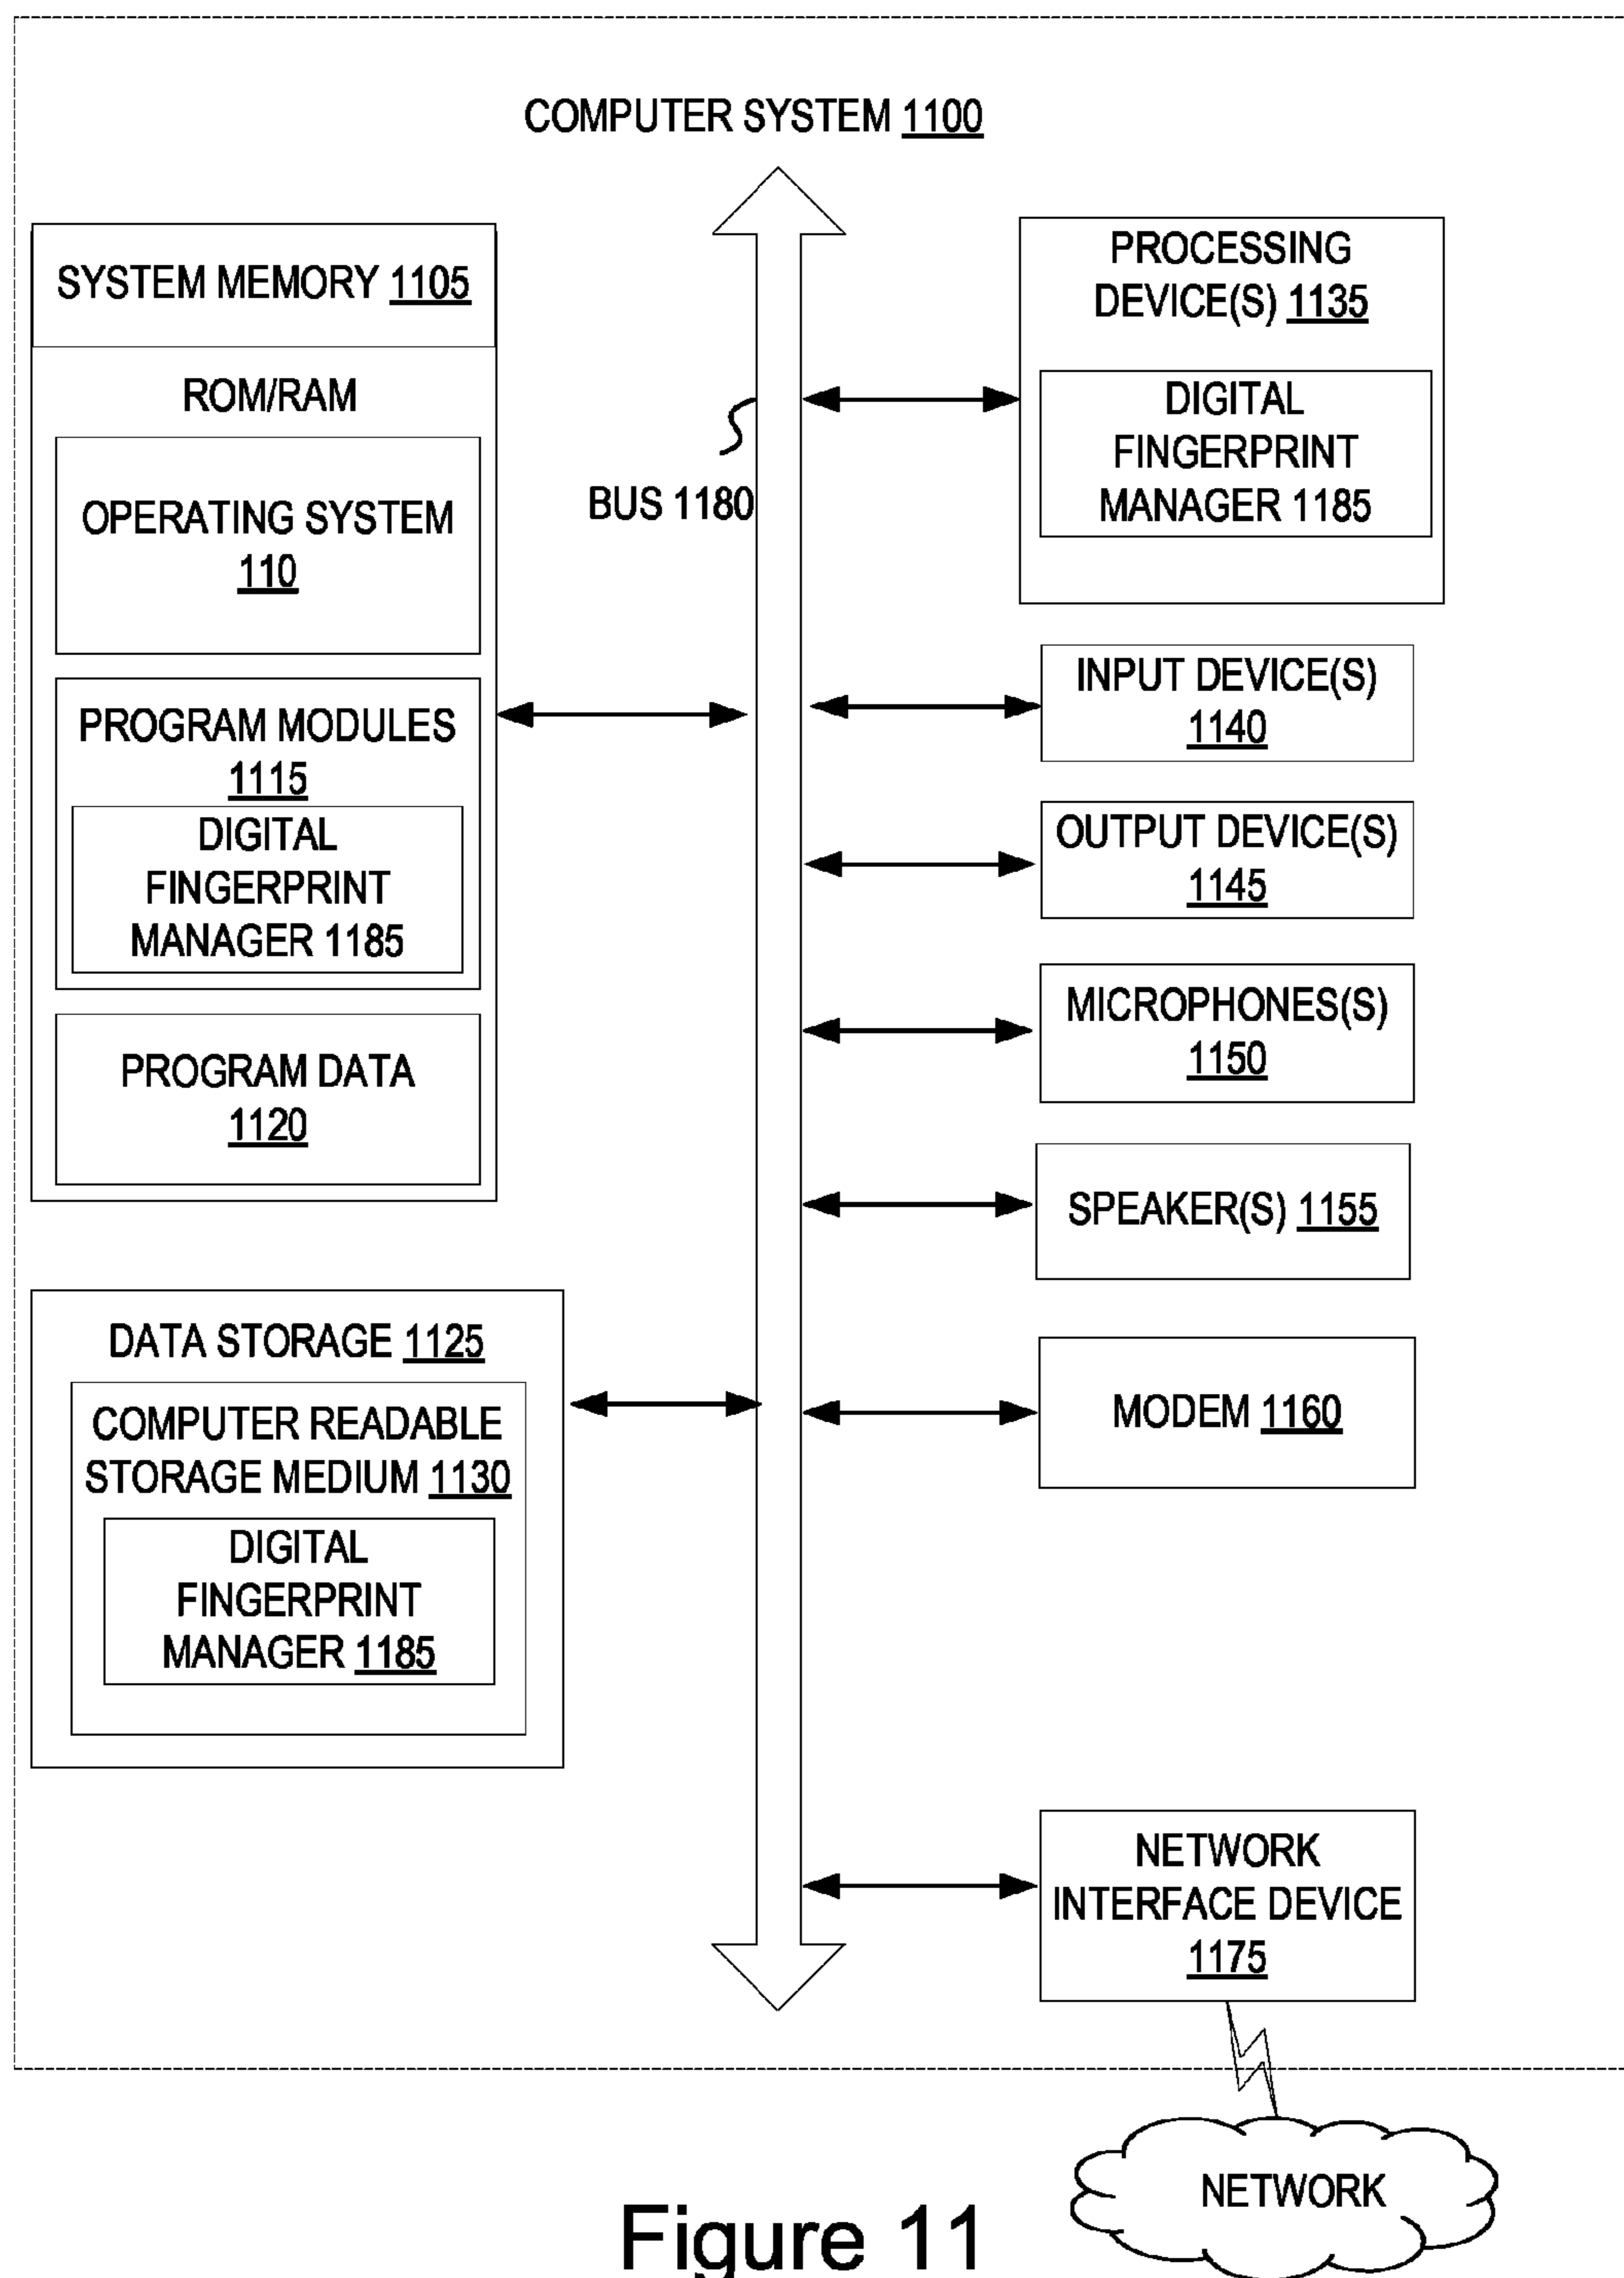 COMPUTER SYSTEM 1100
SYSTEM MEMORY 1105
ROM/RAM
OPERATING SYSTEM
110
PROGRAM MODULES
1115
DIGITAL
FINGERPRINT
MANAGER 1185
PROGRAM DATA
1120
DATA STORAGE 1125
COMPUTER READABLE
STORAGE MEDIUM 1130
DIGITAL
FINGERPRINT
MANAGER 1185
BUS 1180
PROCESSING
DEVICE(S) 1135
DIGITAL
FINGERPRINT
MANAGER 1185
INPUT DEVICE(S)
1140
OUTPUT DEVICE(S)
1145
MICROPHONES(S)
1150
SPEAKER(S) 1155
MODEM 1160
NETWORK
INTERFACE DEVICE
1175
NETWORK
Figure 11